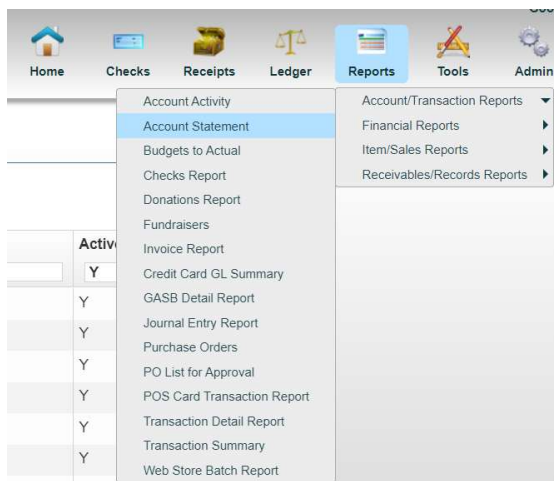 Home Checks Receipts Ledger Reports Tools Admin
Account Activity
Account Statement
Budgets to Actual
Checks Report
Donations Report
Fundraisers
Invoice Report
Credit Card GL Summary
GASB Detail Report
Journal Entry Report
Purchase Orders
PO List for Approval
POS Card Transaction Report
Transaction Detail Report
Transaction Summary
Web Store Batch Report
Account/Transaction Reports
Financial Reports
Item/Sales Reports
Receivables/Records Reports
Y
Y
Y
Y
Y
Y
Y